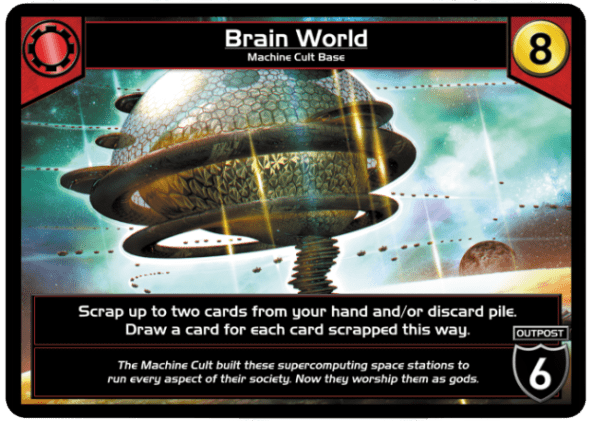 Brain World
Machine Cult Base
8
Scrap up to two cards from your hand and/or discard pile.
Draw a card for each card scrapped this way.
OUTPOST
6
The Machine Cult built these supercomputing space stations to
run every aspect of their society. Now they worship them as gods.